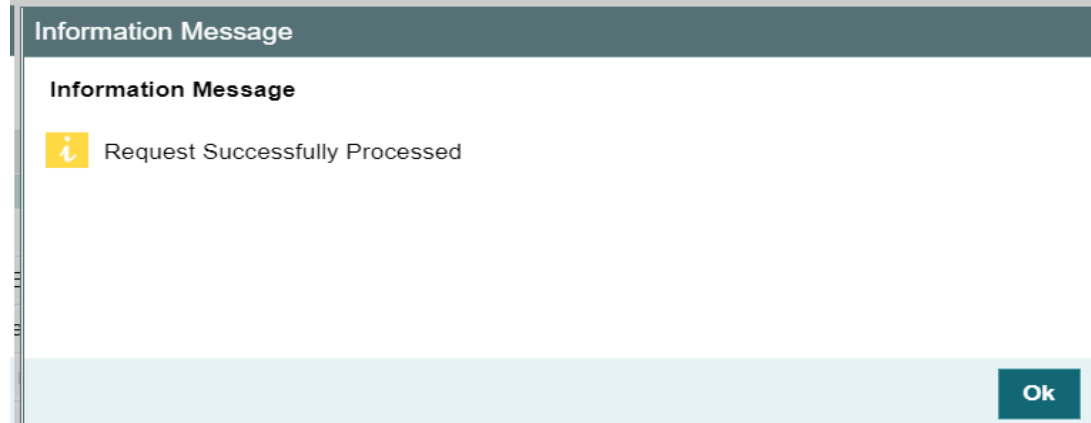 Information Message
Information Message
Request Successfully Processed
Ok